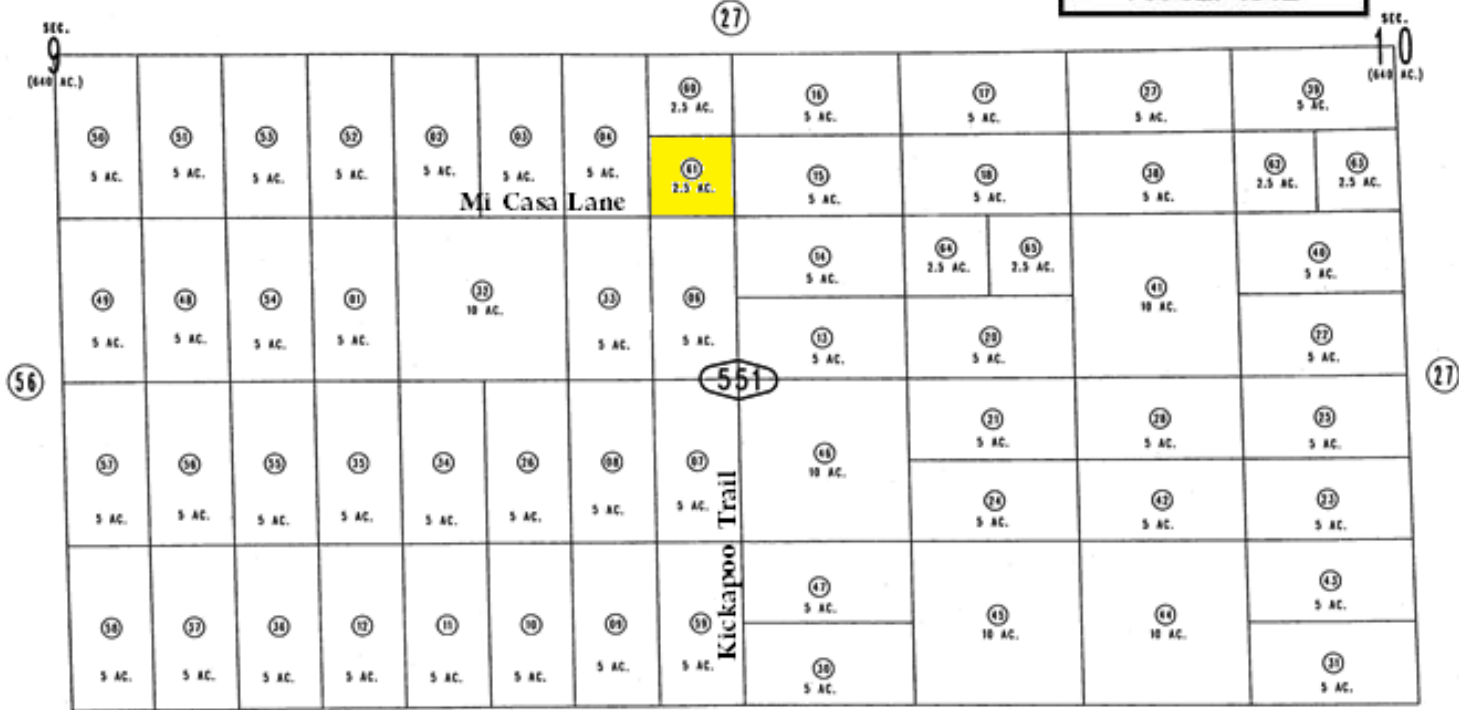 27
SEC.
9
(640 AC.)
SEC.
10
(640 AC.)
60
2.5 AC.
16
5 AC.
17
5 AC.
27
5 AC.
39
5 AC.
50
5 AC.
51
5 AC.
53
5 AC.
52
5 AC.
02
5 AC.
03
5 AC.
04
5 AC.
61
2.5 AC.
15
5 AC.
18
5 AC.
38
5 AC.
62
2.5 AC.
63
2.5 AC.
Mi Casa Lane
49
5 AC.
48
5 AC.
54
5 AC.
01
5 AC.
32
10 AC.
33
5 AC.
06
5 AC.
14
5 AC.
64
2.5 AC.
65
2.5 AC.
41
10 AC.
40
5 AC.
13
5 AC.
20
5 AC.
22
5 AC.
56
551
27
57
5 AC.
56
5 AC.
55
5 AC.
35
5 AC.
34
5 AC.
26
5 AC.
08
5 AC.
07
5 AC.
46
10 AC.
21
5 AC.
28
5 AC.
25
5 AC.
24
5 AC.
42
5 AC.
23
5 AC.
Kickapoo Trail
58
5 AC.
37
5 AC.
36
5 AC.
12
5 AC.
11
5 AC.
10
5 AC.
09
5 AC.
59
5 AC.
47
5 AC.
45
10 AC.
44
10 AC.
43
5 AC.
30
5 AC.
31
5 AC.